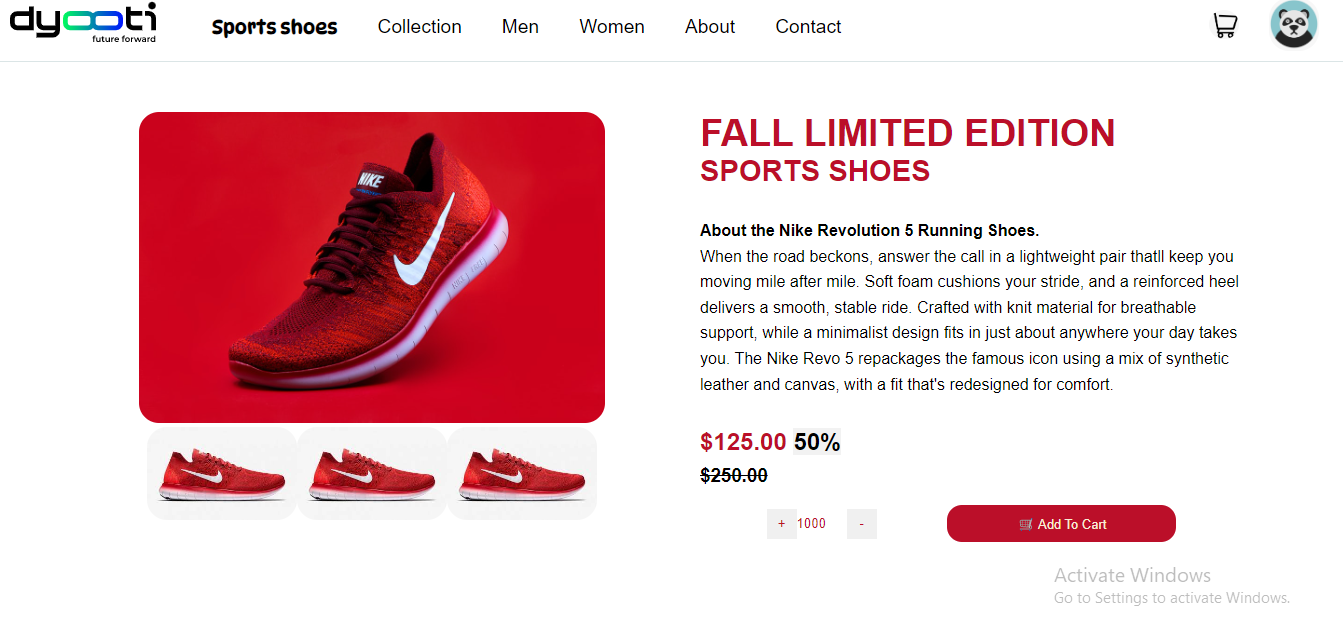 dyooti
future forward
Sports shoes Collection Men Women About Contact
NIKE
FALL LIMITED EDITION
SPORTS SHOES
About the Nike Revolution 5 Running Shoes.
When the road beckons, answer the call in a lightweight pair thatll keep you
moving mile after mile. Soft foam cushions your stride, and a reinforced heel
delivers a smooth, stable ride. Crafted with knit material for breathable
support, while a minimalist design fits in just about anywhere your day takes
you. The Nike Revo 5 repackages the famous icon using a mix of synthetic
leather and canvas, with a fit that's redesigned for comfort.
$125.00 50%
$250.00
+ 1000 - Add To Cart
Activate Windows
Go to Settings to activate Windows.